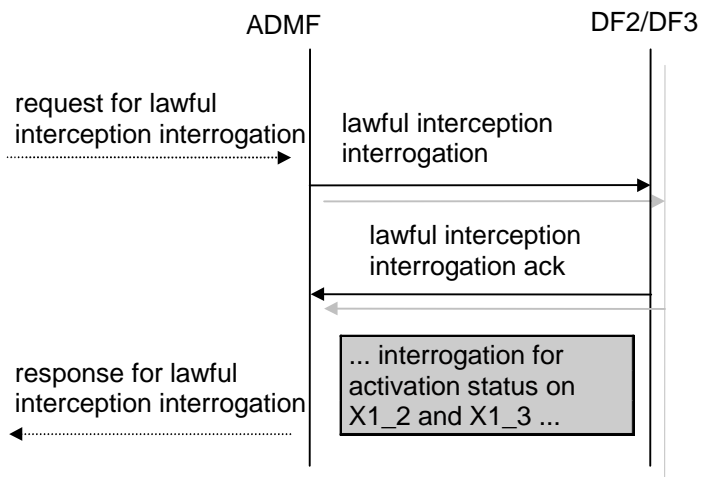 ADMF
DF2/DF3
request for lawful
interception interrogation
lawful interception
interrogation
lawful interception
interrogation ack
... interrogation for
activation status on
X1_2 and X1_3 ...
response for lawful
interception interrogation